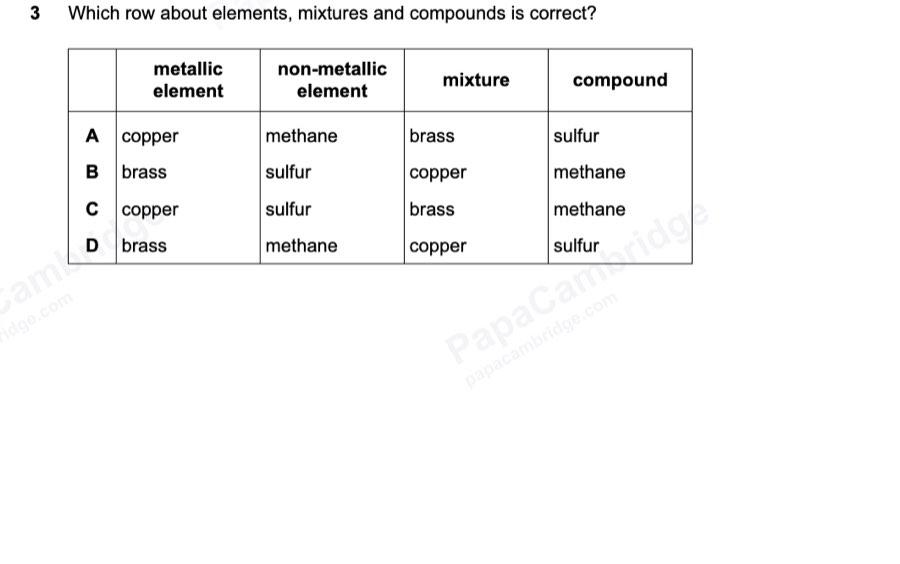 3 Which row about elements, mixtures and compounds is correct?
metallic element non-metallic element mixture compound
A copper methane brass sulfur
B brass sulfur copper methane
C copper sulfur brass methane
D brass methane copper sulfur
PapaCambridge
papacambridge.com